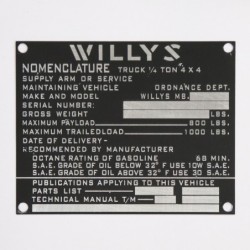 WILLYS
NOMENCLATURE TRUCK 1/4 TON 4 X 4
SUPPLY ARM OR SERVICE
MAINTAINING VEHICLE ORDNANCE DEPT.
MAKE AND MODEL WILLYS MB.
SERIAL NUMBER:
GROSS WEIGHT LBS.
MAXIMUM PAYLOAD 800 LBS.
MAXIMUM TRAILEDLOAD 1000 LBS.
DATE OF DELIVERY -
RECOMMENDED BY MANUFACTURER
OCTANE RATING OF GASOLINE 68 MIN.
S.A.E. GRADE OF OIL BELOW 32° F USE 10W S.A.E.
S.A.E. GRADE OF OIL ABOVE 32° F USE 30 S.A.E.
PUBLICATIONS APPLYING TO THIS VEHICLE
PARTS LIST
TECHNICAL MANUAL T/M